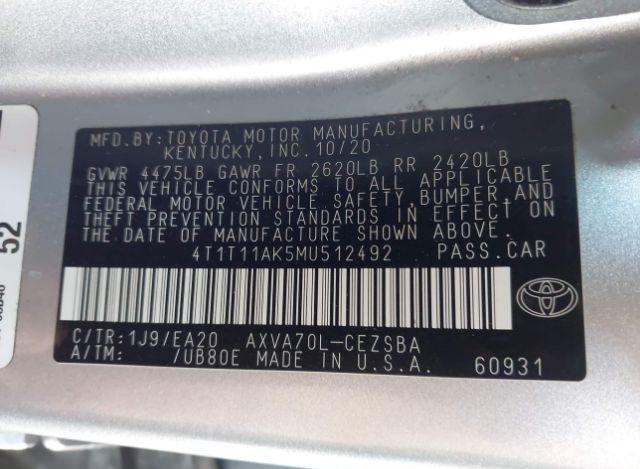 MFD.BY:TOYOTA MOTOR MANUFACTURING,
KENTUCKY,INC.10/20
GVWR 4475LB GAWR FR 2620LB RR 2420LB
THIS VEHICLE CONFORMS TO ALL APPLICABLE
FEDERAL MOTOR VEHICLE SAFETY,BUMPER,AND
THEFT PREVENTION STANDARDS IN EFFECT ON
THE DATE OF MANUFACTURE SHOWN ABOVE.
4T1T11AK5MU512492 PASS.CAR
C/TR:1J9/EA20 AXVA70L-CEZSBA
A/TM: /UB80E MADE IN U.S.A. 60931
52